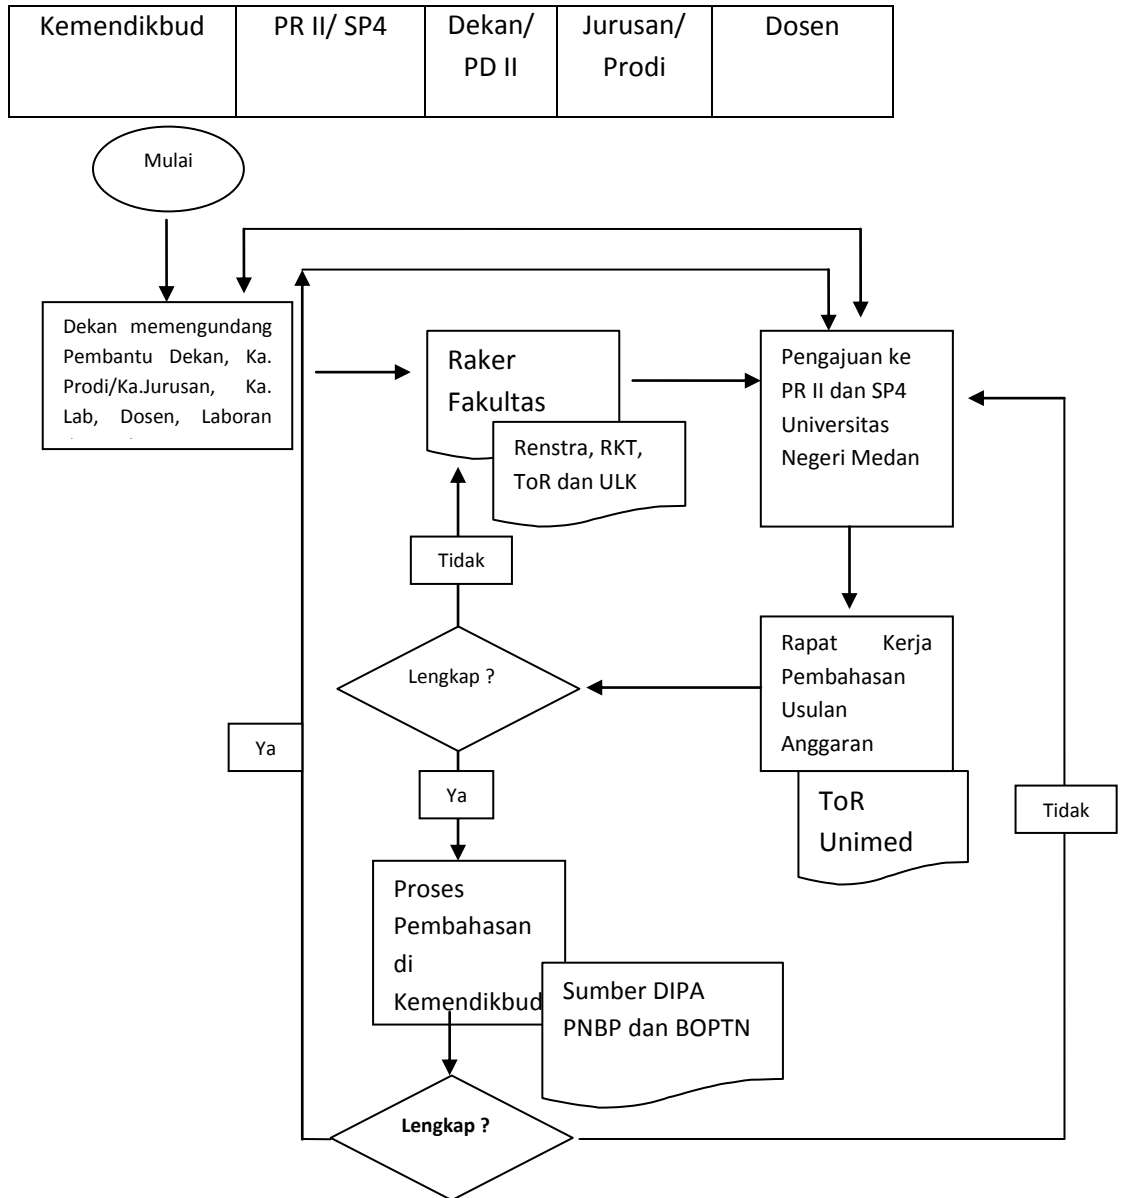 Kemendikbud
PR II/ SP4
Dekan/
PD II
Jurusan/
Prodi
Dosen
Mulai
Dekan memengundang
Pembantu Dekan, Ka.
Prodi/Ka.Jurusan, Ka.
Lab, Dosen, Laboran
Raker
Fakultas
Renstra, RKT,
ToR dan ULK
Pengajuan ke
PR II dan SP4
Universitas
Negeri Medan
Tidak
Lengkap ?
Rapat Kerja
Pembahasan
Usulan
Anggaran
Ya
Ya
ToR
Unimed
Tidak
Proses
Pembahasan
di
Kemendikbud
Sumber DIPA
PNBP dan BOPTN
Lengkap ?